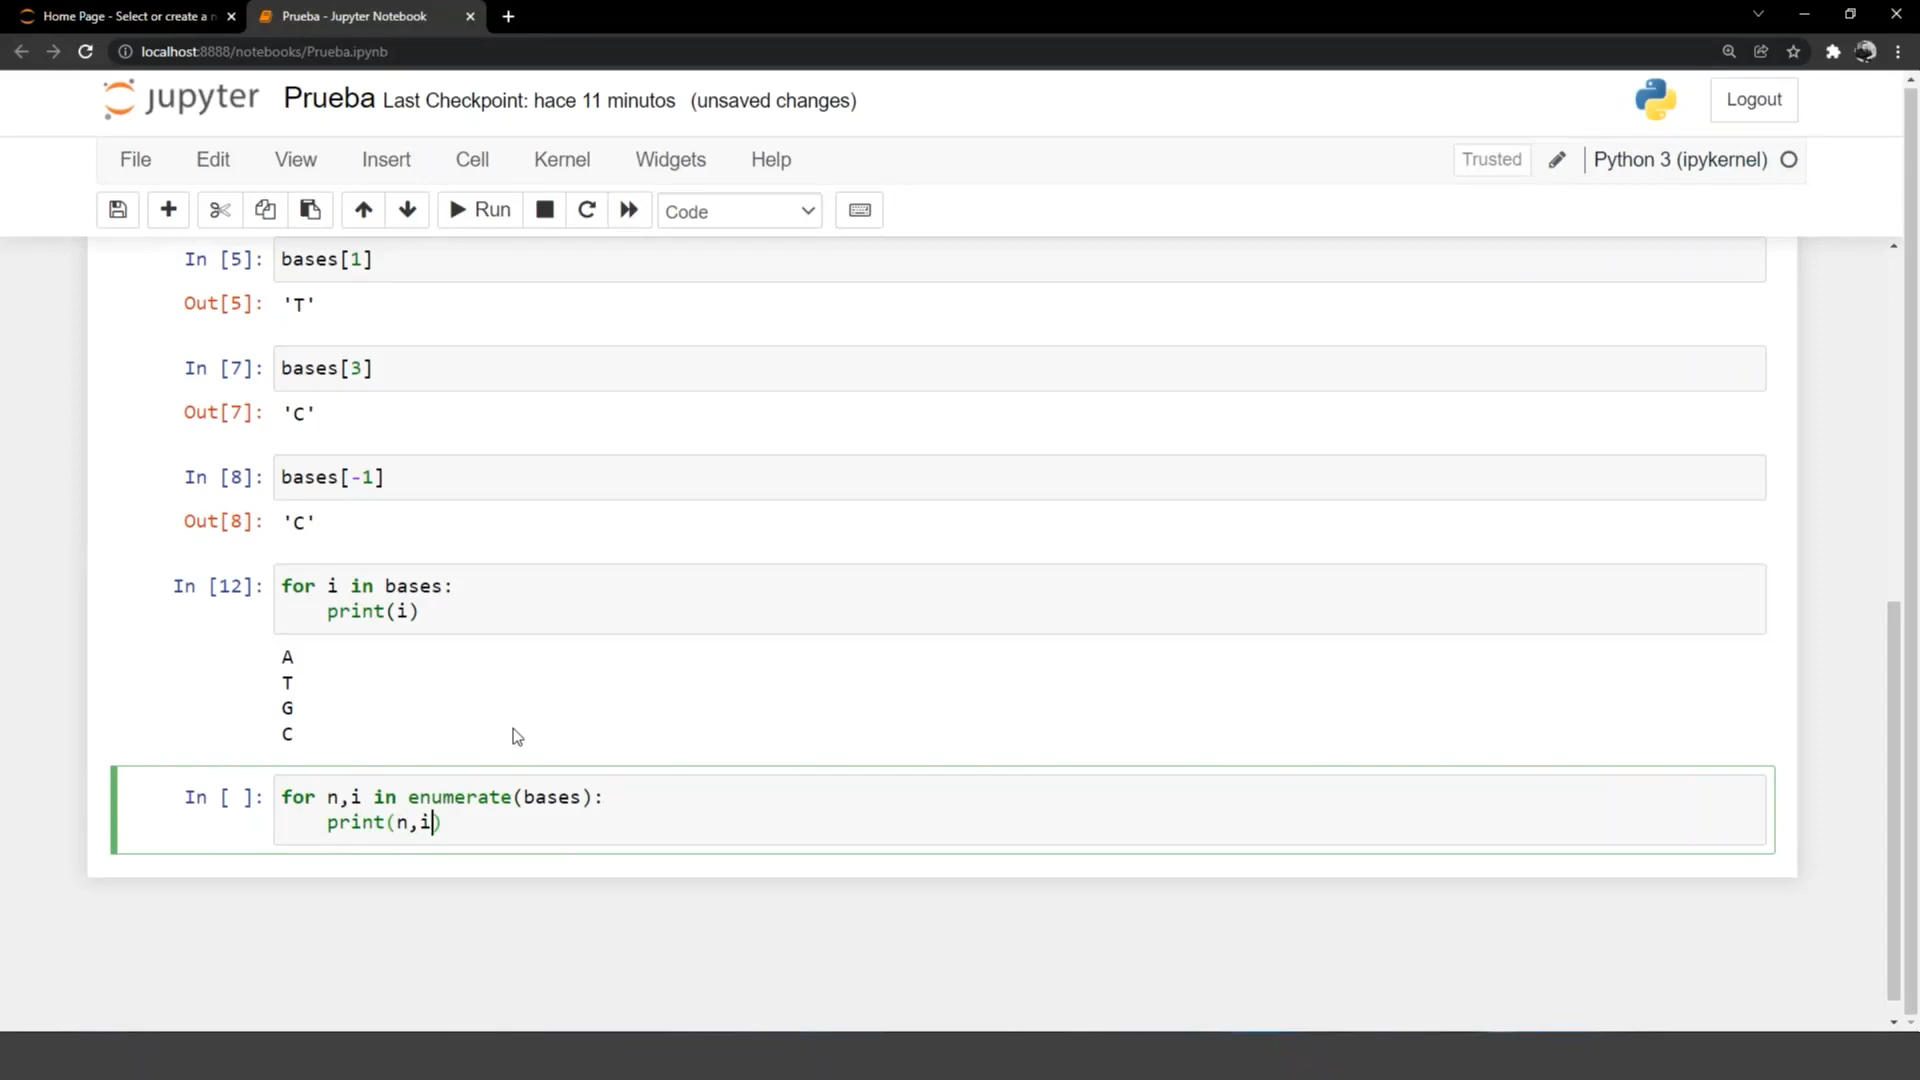 Home Page - Select or create a n
Prueba - Jupyter Notebook
localhost:8888/notebooks/Prueba.ipynb
jupyter Prueba Last Checkpoint: hace 11 minutos (unsaved changes)
Logout
File Edit View Insert Cell Kernel Widgets Help
Trusted
Python 3 (ipykernel)
Run
Code
In [5]: bases[1]
Out[5]: 'T'
In [7]: bases[3]
Out[7]: 'C'
In [8]: bases[-1]
Out[8]: 'C'
In [12]: for i in bases:
    print(i)
A
T
G
C
In [ ]: for n,i in enumerate(bases):
    print(n,i)